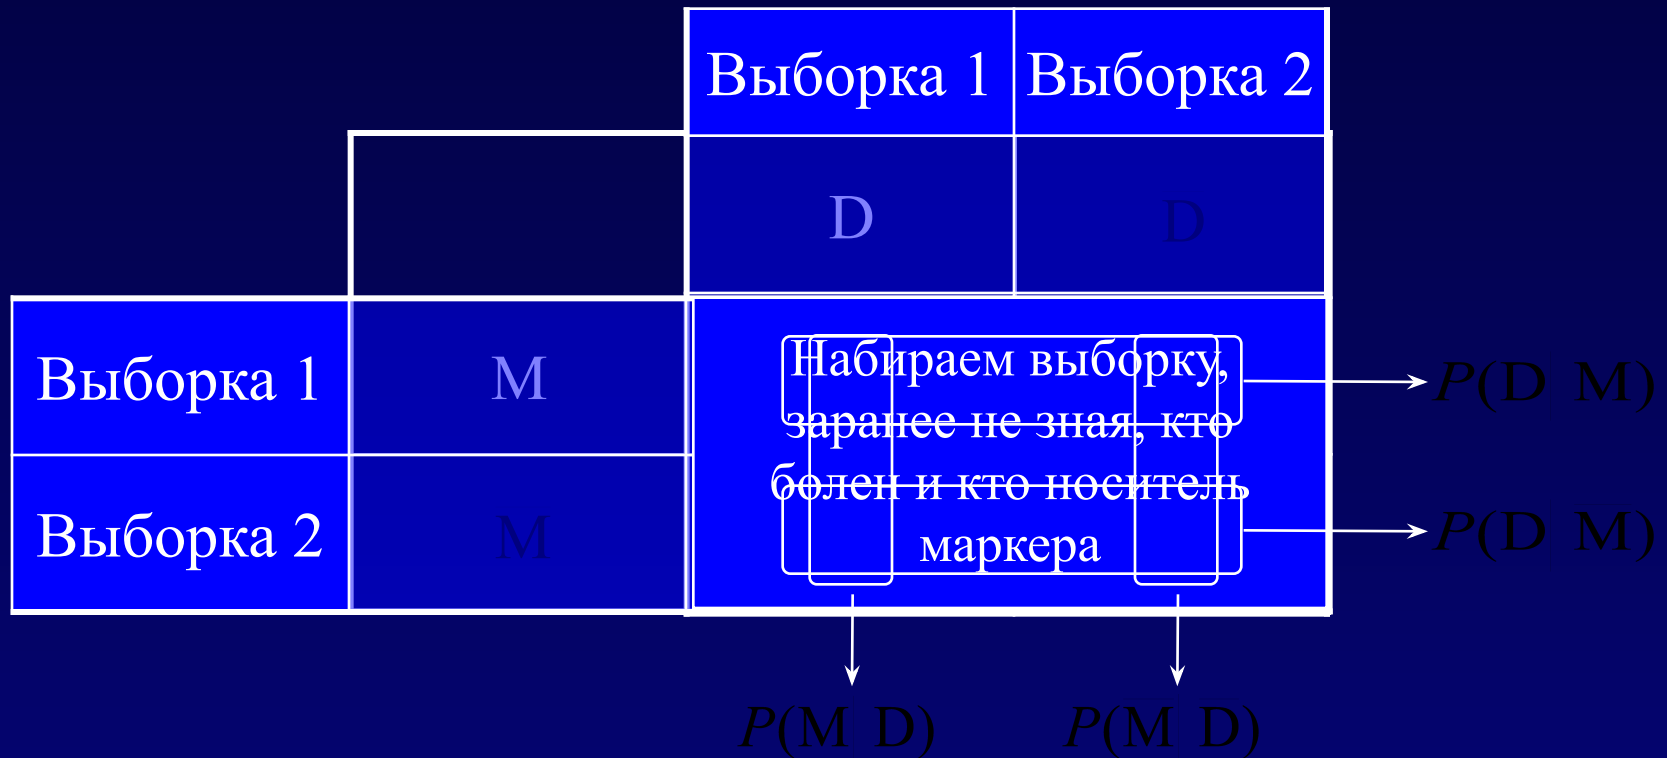 Выборка 1 Выборка 2
D D
Выборка 1 M
Набираем выборку,
заранее не зная, кто
болен и кто носитель
маркера
P(D M)
Выборка 2 M
P(D M)
P(M D) P(M D)